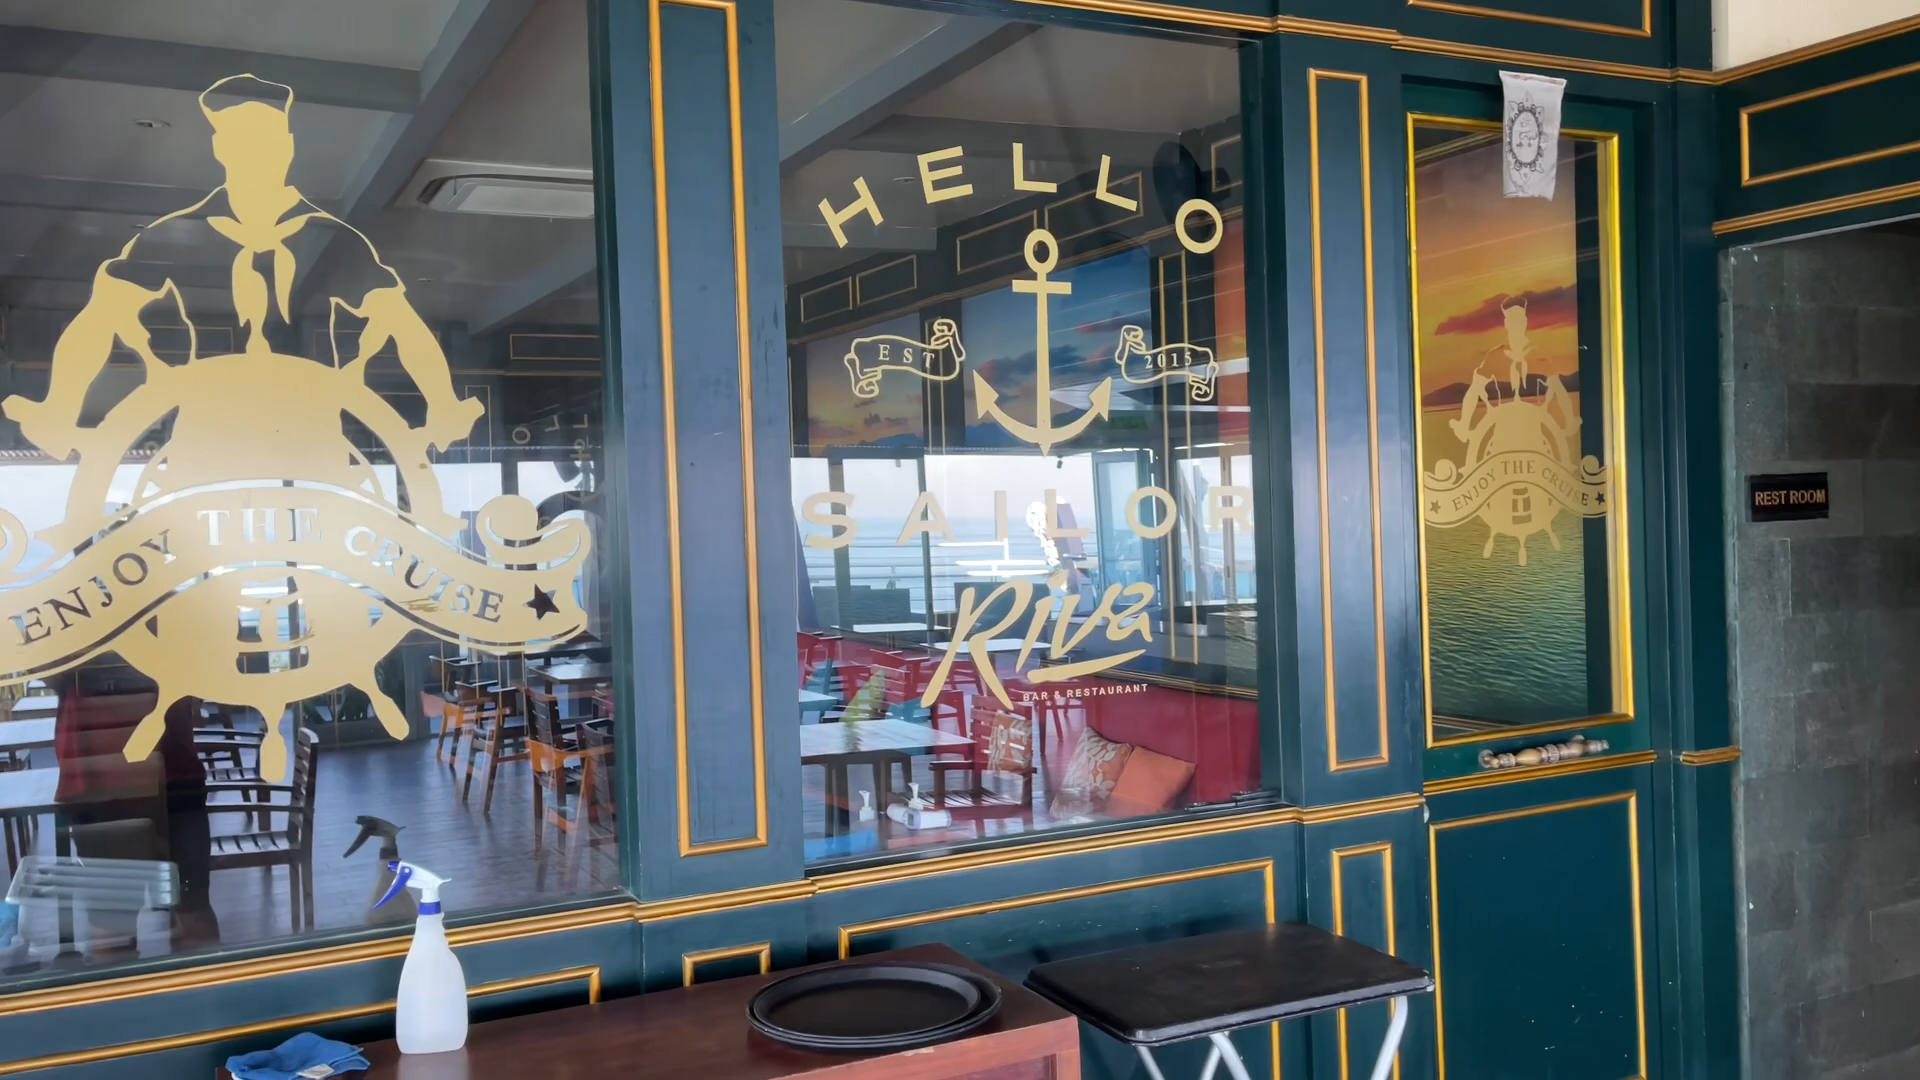 ENJOY THE CRUISE
HELLO
EST 2015
SAILOR
Riva
BAR & RESTAURANT
ENJOY THE CRUISE
REST ROOM